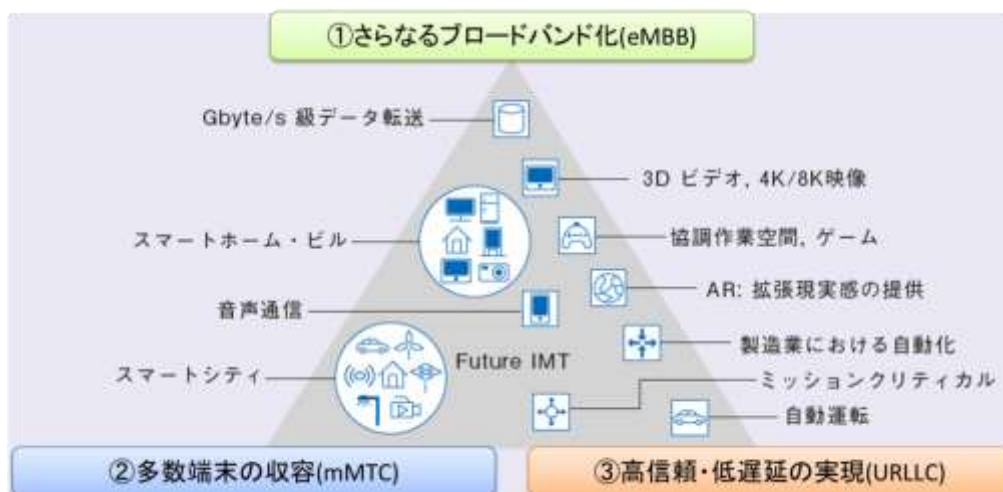 ①さらなるブロードバンド化(eMBB)
Gbyte/s 級データ転送
3D ビデオ, 4K/8K映像
スマートホーム・ビル
協調作業空間, ゲーム
AR: 拡張現実感の提供
音声通信
製造業における自動化
Future IMT
スマートシティ
ミッションクリティカル
自動運転
②多数端末の収容(mMTC)
③高信頼・低遅延の実現(URLLC)